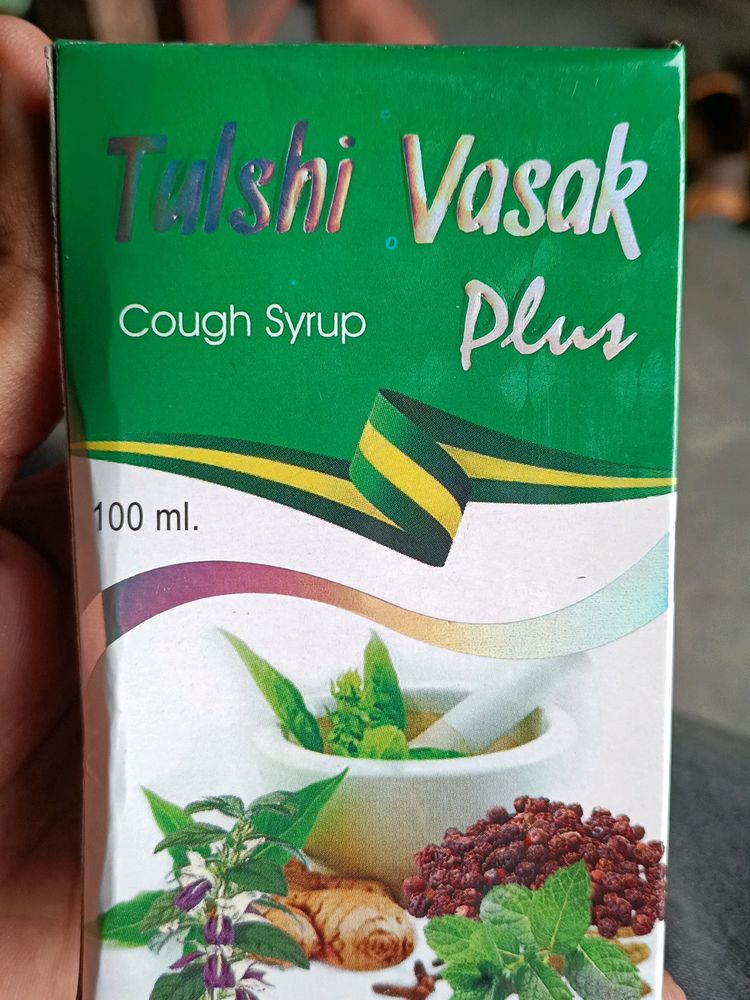 Tulshi Vasak
Plus
Cough Syrup
100 ml.